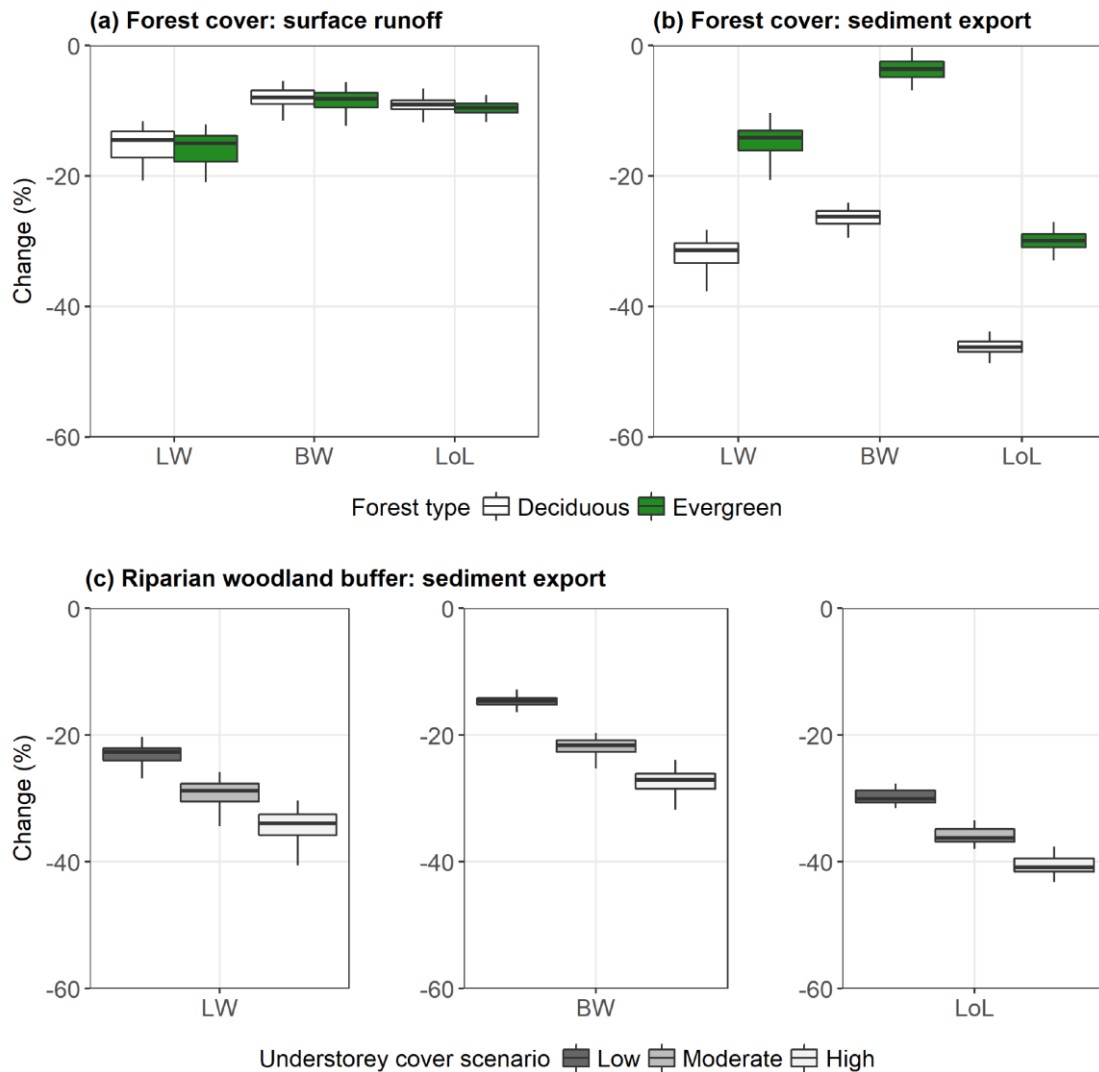 (a) Forest cover: surface runoff
(b) Forest cover: sediment export
Change (%)
0
-20
-40
-60
LW BW LoL
0
-20
-40
-60
LW BW LoL
Forest type Deciduous Evergreen
(c) Riparian woodland buffer: sediment export
Change (%)
0
-20
-40
-60
LW
0
-20
-40
-60
BW
0
-20
-40
-60
LoL
Understorey cover scenario Low Moderate High